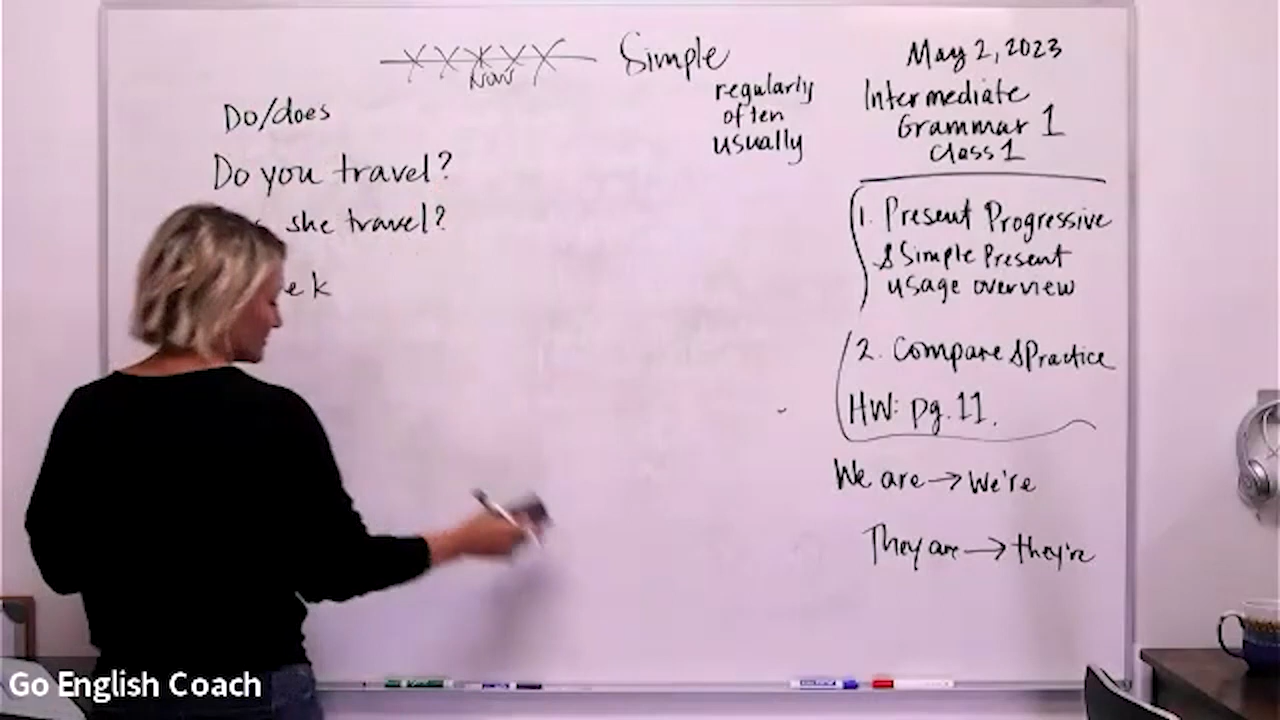 Simple
Now
regularly
often
usually
Do/does
Do you travel?
she travel?
ek
May 2, 2023
Intermediate
Grammar 1
Class 1
1. Present Progressive
& Simple Present
usage overview
2. Compare & Practice
HW: pg. 11.
We are → We're
They are → they're
Go English Coach